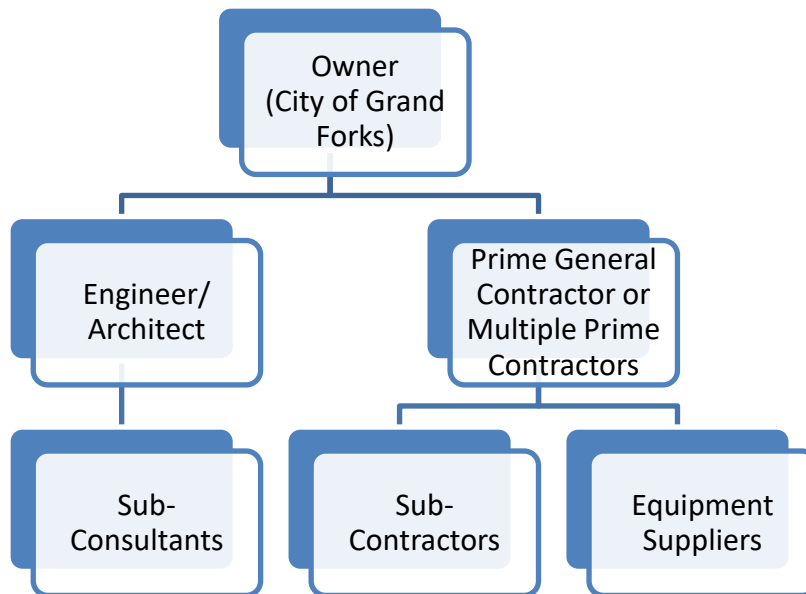 Owner
(City of Grand
Forks)
Engineer/
Architect
Prime General
Contractor or
Multiple Prime
Contractors
Sub-
Consultants
Sub-
Contractors
Equipment
Suppliers